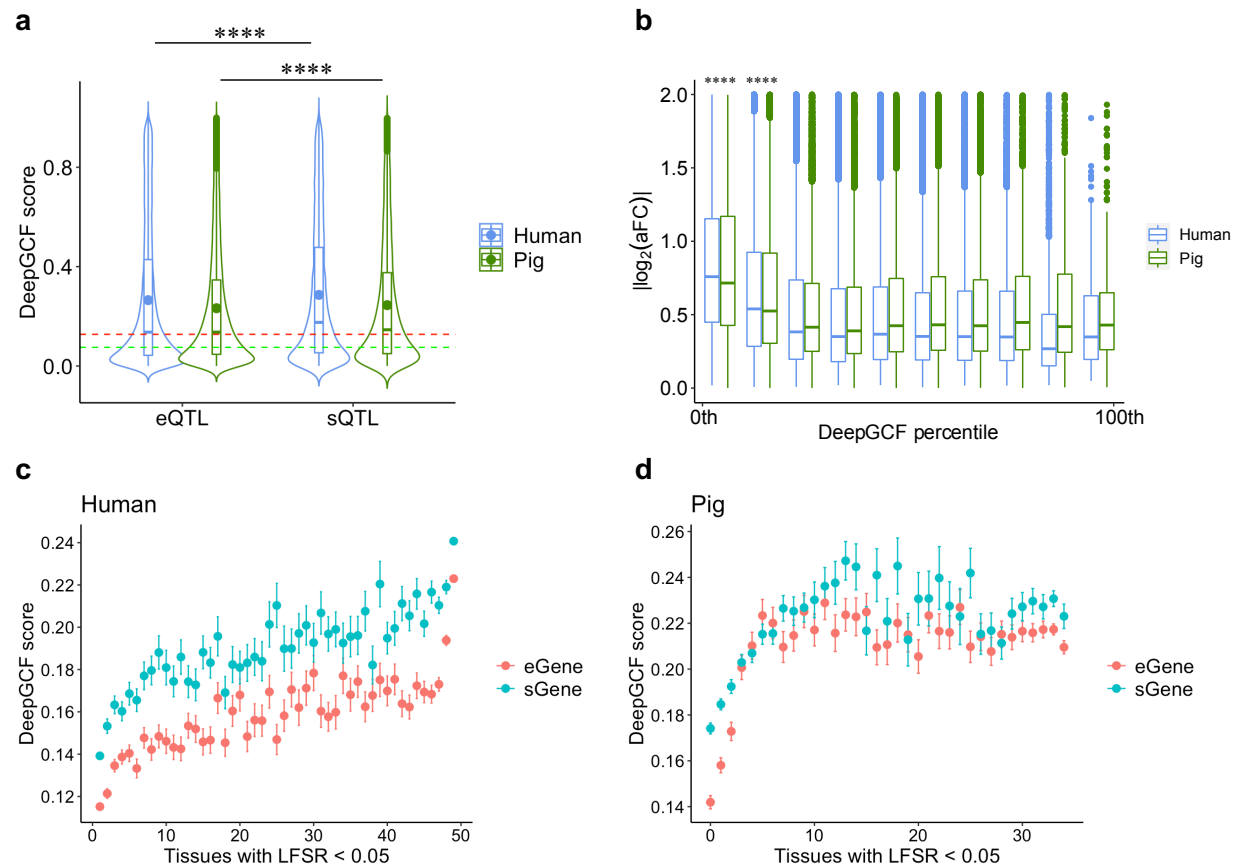 a
****
****
DeepGCF score
0.8
0.4
0.0
eQTL
sQTL
Human
Pig
b
**** ****
|log2(aFC)|
2.0
1.5
1.0
0.5
0.0
0th
100th
DeepGCF percentile
Human
Pig
c
Human
DeepGCF score
0.24
0.22
0.20
0.18
0.16
0.14
0.12
0
10
20
30
40
50
Tissues with LFSR < 0.05
eGene
sGene
d
Pig
DeepGCF score
0.26
0.24
0.22
0.20
0.18
0.16
0.14
0
10
20
30
Tissues with LFSR < 0.05
eGene
sGene